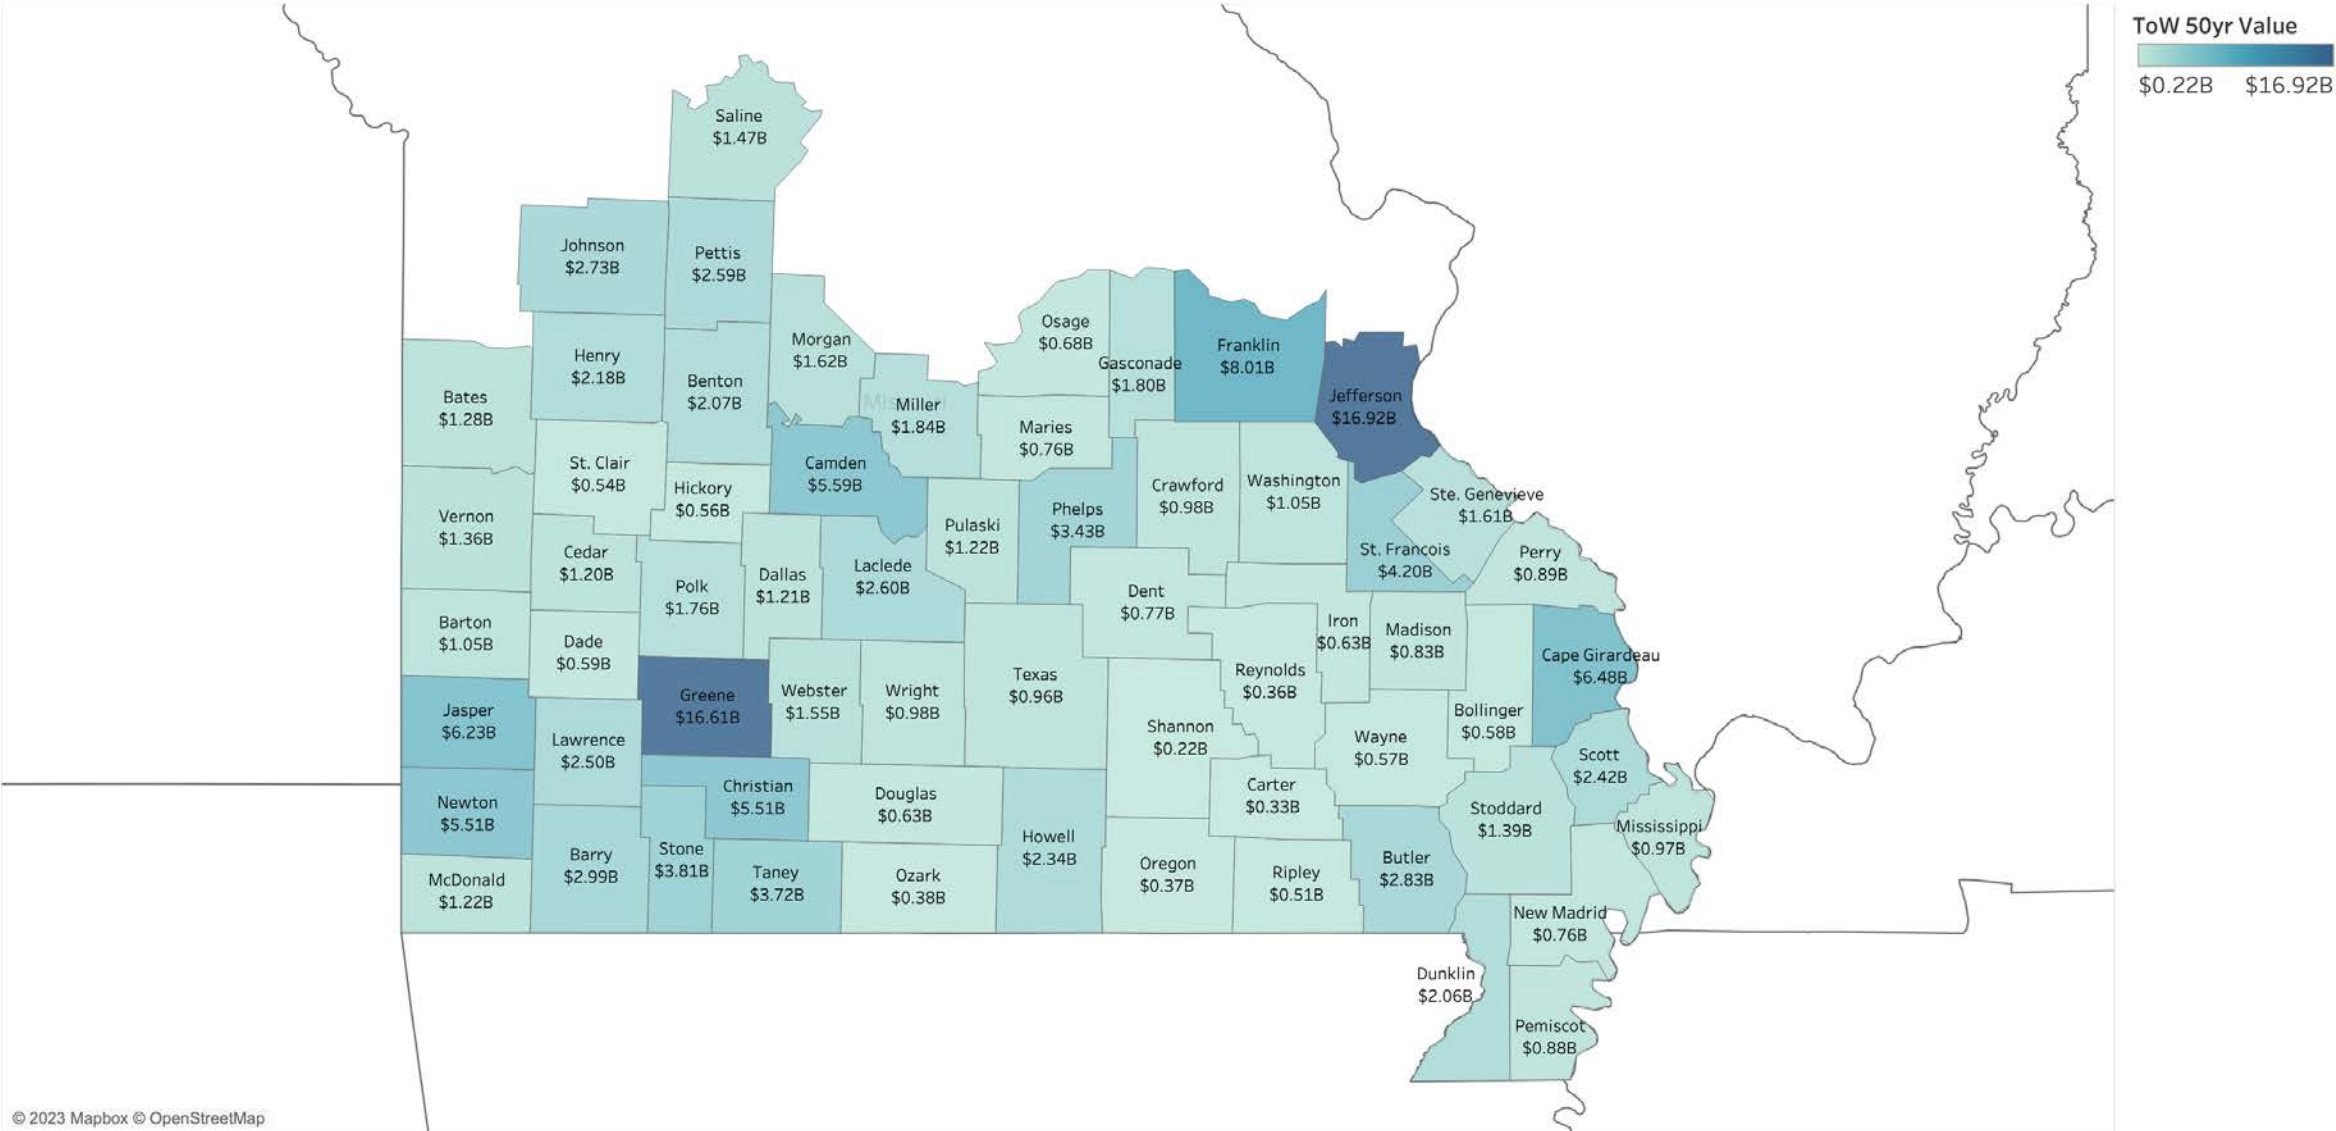 ToW 50yr Value
$0.22B $16.92B
Saline
$1.47B
Johnson
$2.73B
Pettis
$2.59B
Morgan
$1.62B
Osage
$0.68B
Gasconade
$1.80B
Franklin
$8.01B
Jefferson
$16.92B
Henry
$2.18B
Benton
$2.07B
Bates
$1.28B
Miller
$1.84B
Maries
$0.76B
St. Clair
$0.54B
Hickory
$0.56B
Camden
$5.59B
Crawford
$0.98B
Washington
$1.05B
Ste. Genevieve
$1.61B
Vernon
$1.36B
Cedar
$1.20B
Polk
$1.76B
Dallas
$1.21B
Laclede
$2.60B
Pulaski
$1.22B
Phelps
$3.43B
St. Francois
$4.20B
Perry
$0.89B
Dent
$0.77B
Barton
$1.05B
Dade
$0.59B
Iron
$0.63B
Madison
$0.83B
Cape Girardeau
$6.48B
Jasper
$6.23B
Greene
$16.61B
Webster
$1.55B
Wright
$0.98B
Texas
$0.96B
Reynolds
$0.36B
Bollinger
$0.58B
Lawrence
$2.50B
Shannon
$0.22B
Wayne
$0.57B
Scott
$2.42B
Newton
$5.51B
Christian
$5.51B
Douglas
$0.63B
Carter
$0.33B
Stoddard
$1.39B
Mississippi
$0.97B
Howell
$2.34B
McDonald
$1.22B
Barry
$2.99B
Stone
$3.81B
Taney
$3.72B
Ozark
$0.38B
Oregon
$0.37B
Ripley
$0.51B
Butler
$2.83B
New Madrid
$0.76B
Dunklin
$2.06B
Pemiscot
$0.88B
© 2023 Mapbox © OpenStreetMap